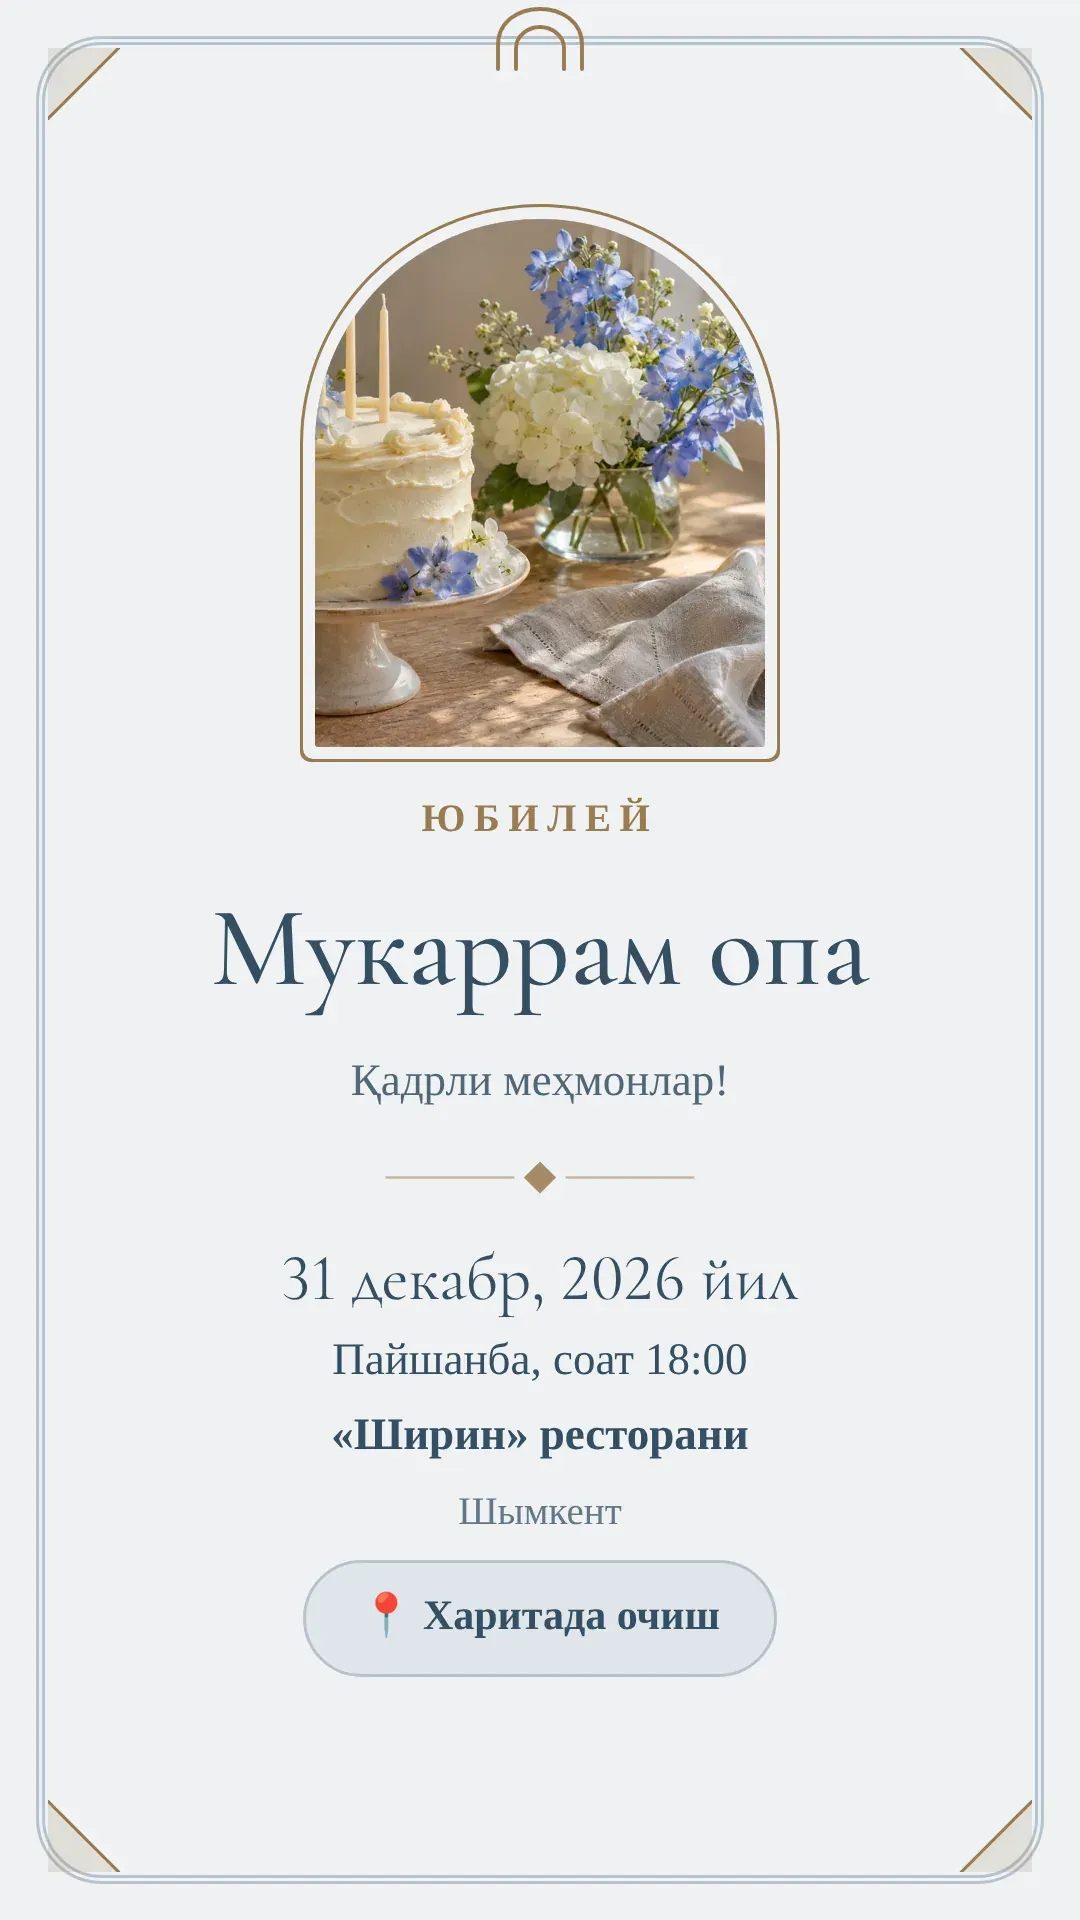 ЮБИЛЕЙ
Мукаррам опа
Қадрли меҳмонлар!
31 декабр, 2026 йил
Пайшанба, соат 18:00
«Ширин» ресторани
Шымкент
📍 Харитада очиш